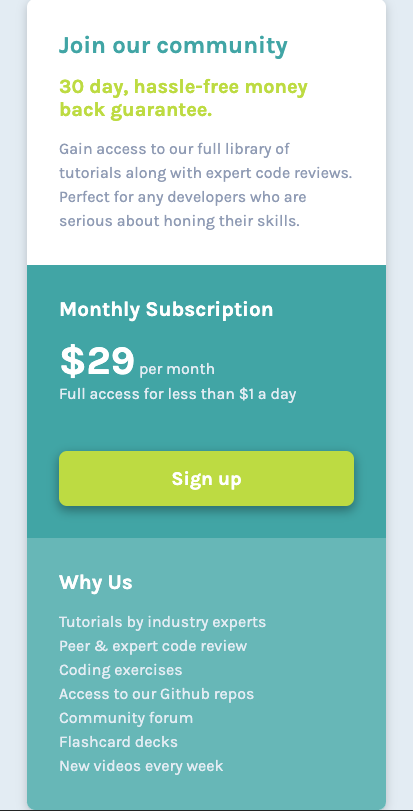 Join our community
30 day, hassle-free money
back guarantee.
Gain access to our full library of
tutorials along with expert code reviews.
Perfect for any developers who are
serious about honing their skills.
Monthly Subscription
$29 per month
Full access for less than $1 a day
Sign up
Why Us
Tutorials by industry experts
Peer & expert code review
Coding exercises
Access to our Github repos
Community forum
Flashcard decks
New videos every week